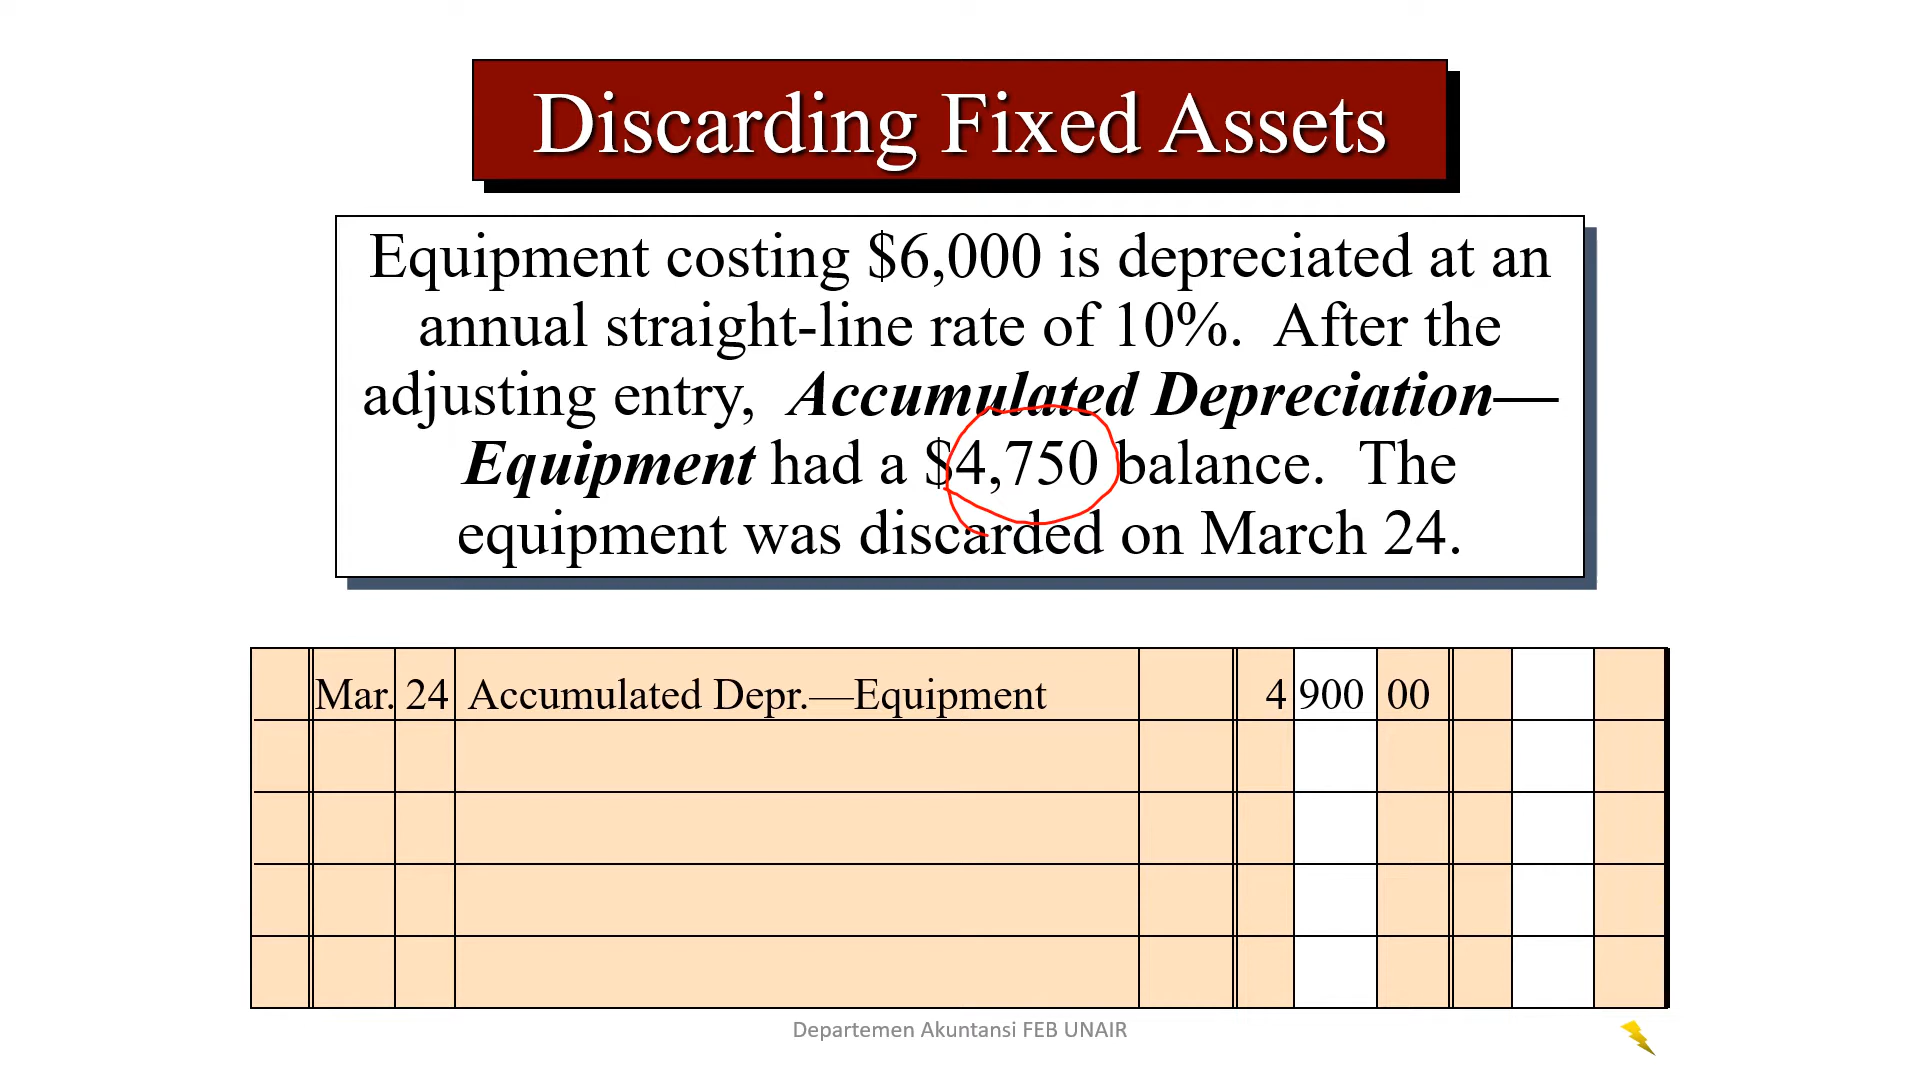 Discarding Fixed Assets
Equipment costing $6,000 is depreciated at an
annual straight-line rate of 10%. After the
adjusting entry, Accumulated Depreciation—
Equipment had a $4,750 balance. The
equipment was discarded on March 24.
Mar. 24 Accumulated Depr.—Equipment 4 900 00
Departemen Akuntansi FEB UNAIR